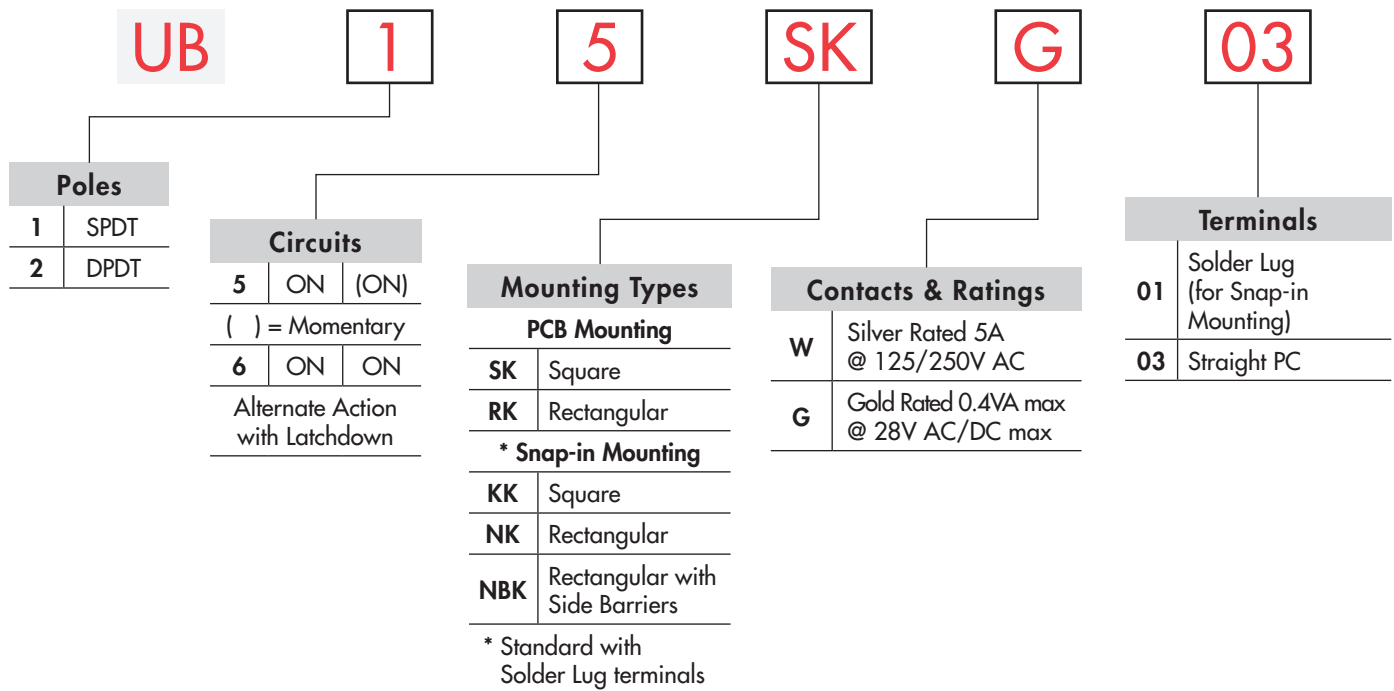 UB 1 5 SK G 03
Poles
1 SPDT
2 DPDT
Circuits
5 ON (ON)
( ) = Momentary
6 ON ON
Alternate Action
with Latchdown
Mounting Types
PCB Mounting
SK Square
RK Rectangular
* Snap-in Mounting
KK Square
NK Rectangular
NBK Rectangular with
Side Barriers
* Standard with
Solder Lug terminals
Contacts & Ratings
W Silver Rated 5A
@ 125/250V AC
G Gold Rated 0.4VA max
@ 28V AC/DC max
Terminals
01 Solder Lug
(for Snap-in
Mounting)
03 Straight PC